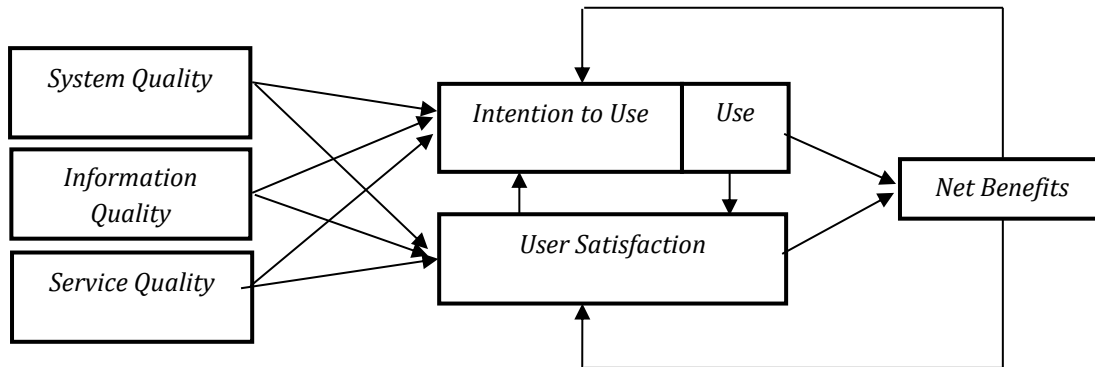 System Quality
Intention to Use
Use
Information
Quality
Net Benefits
User Satisfaction
Service Quality